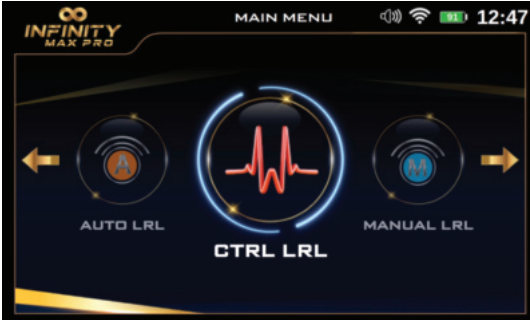 INFINITY
MAX PRO
MAIN MENU
91
12:47
A
M
AUTO LRL
CTRL LRL
MANUAL LRL